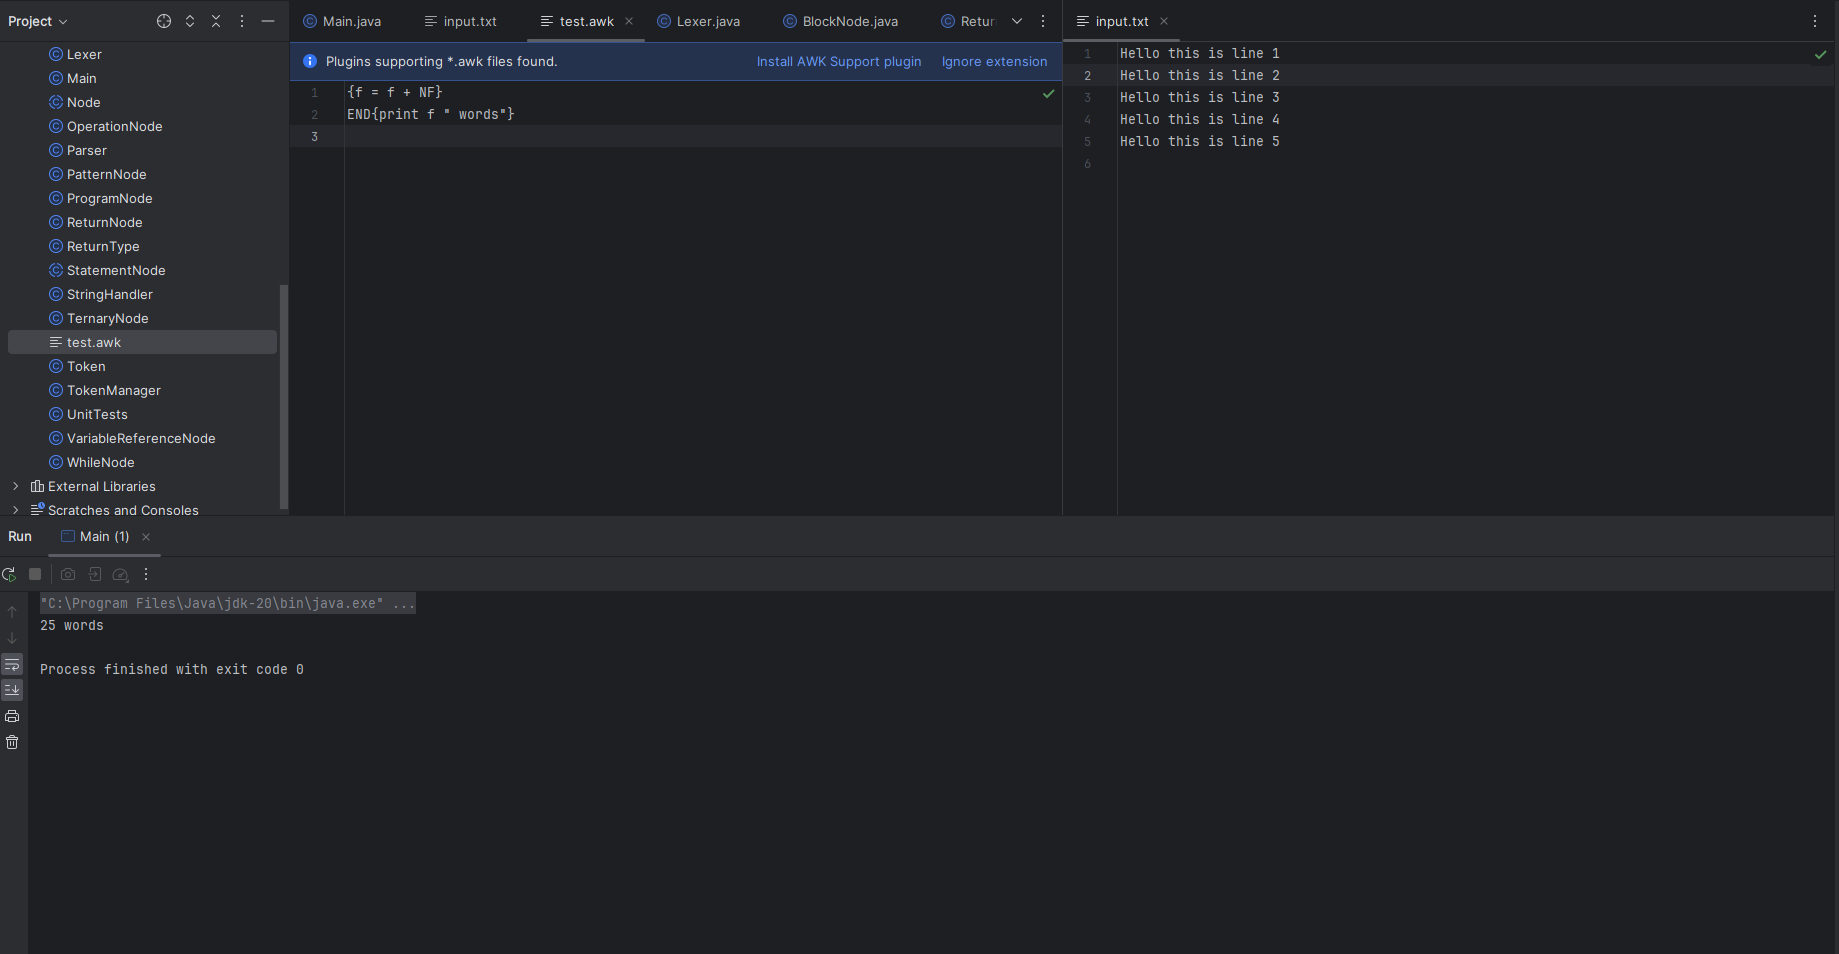 Project
Main.java
input.txt
test.awk
Lexer.java
BlockNode.java
Retur
input.txt
Lexer
Main
Node
OperationNode
Parser
PatternNode
ProgramNode
ReturnNode
ReturnType
StatementNode
StringHandler
TernaryNode
test.awk
Token
TokenManager
UnitTests
VariableReferenceNode
WhileNode
External Libraries
Scratches and Consoles
Plugins supporting *.awk files found. Install AWK Support plugin Ignore extension
1 {f = f + NF}
2 END{print f " words"}
3
1 Hello this is line 1
2 Hello this is line 2
3 Hello this is line 3
4 Hello this is line 4
5 Hello this is line 5
6
Run Main (1)
"C:\Program Files\Java\jdk-20\bin\java.exe" ...
25 words
Process finished with exit code 0